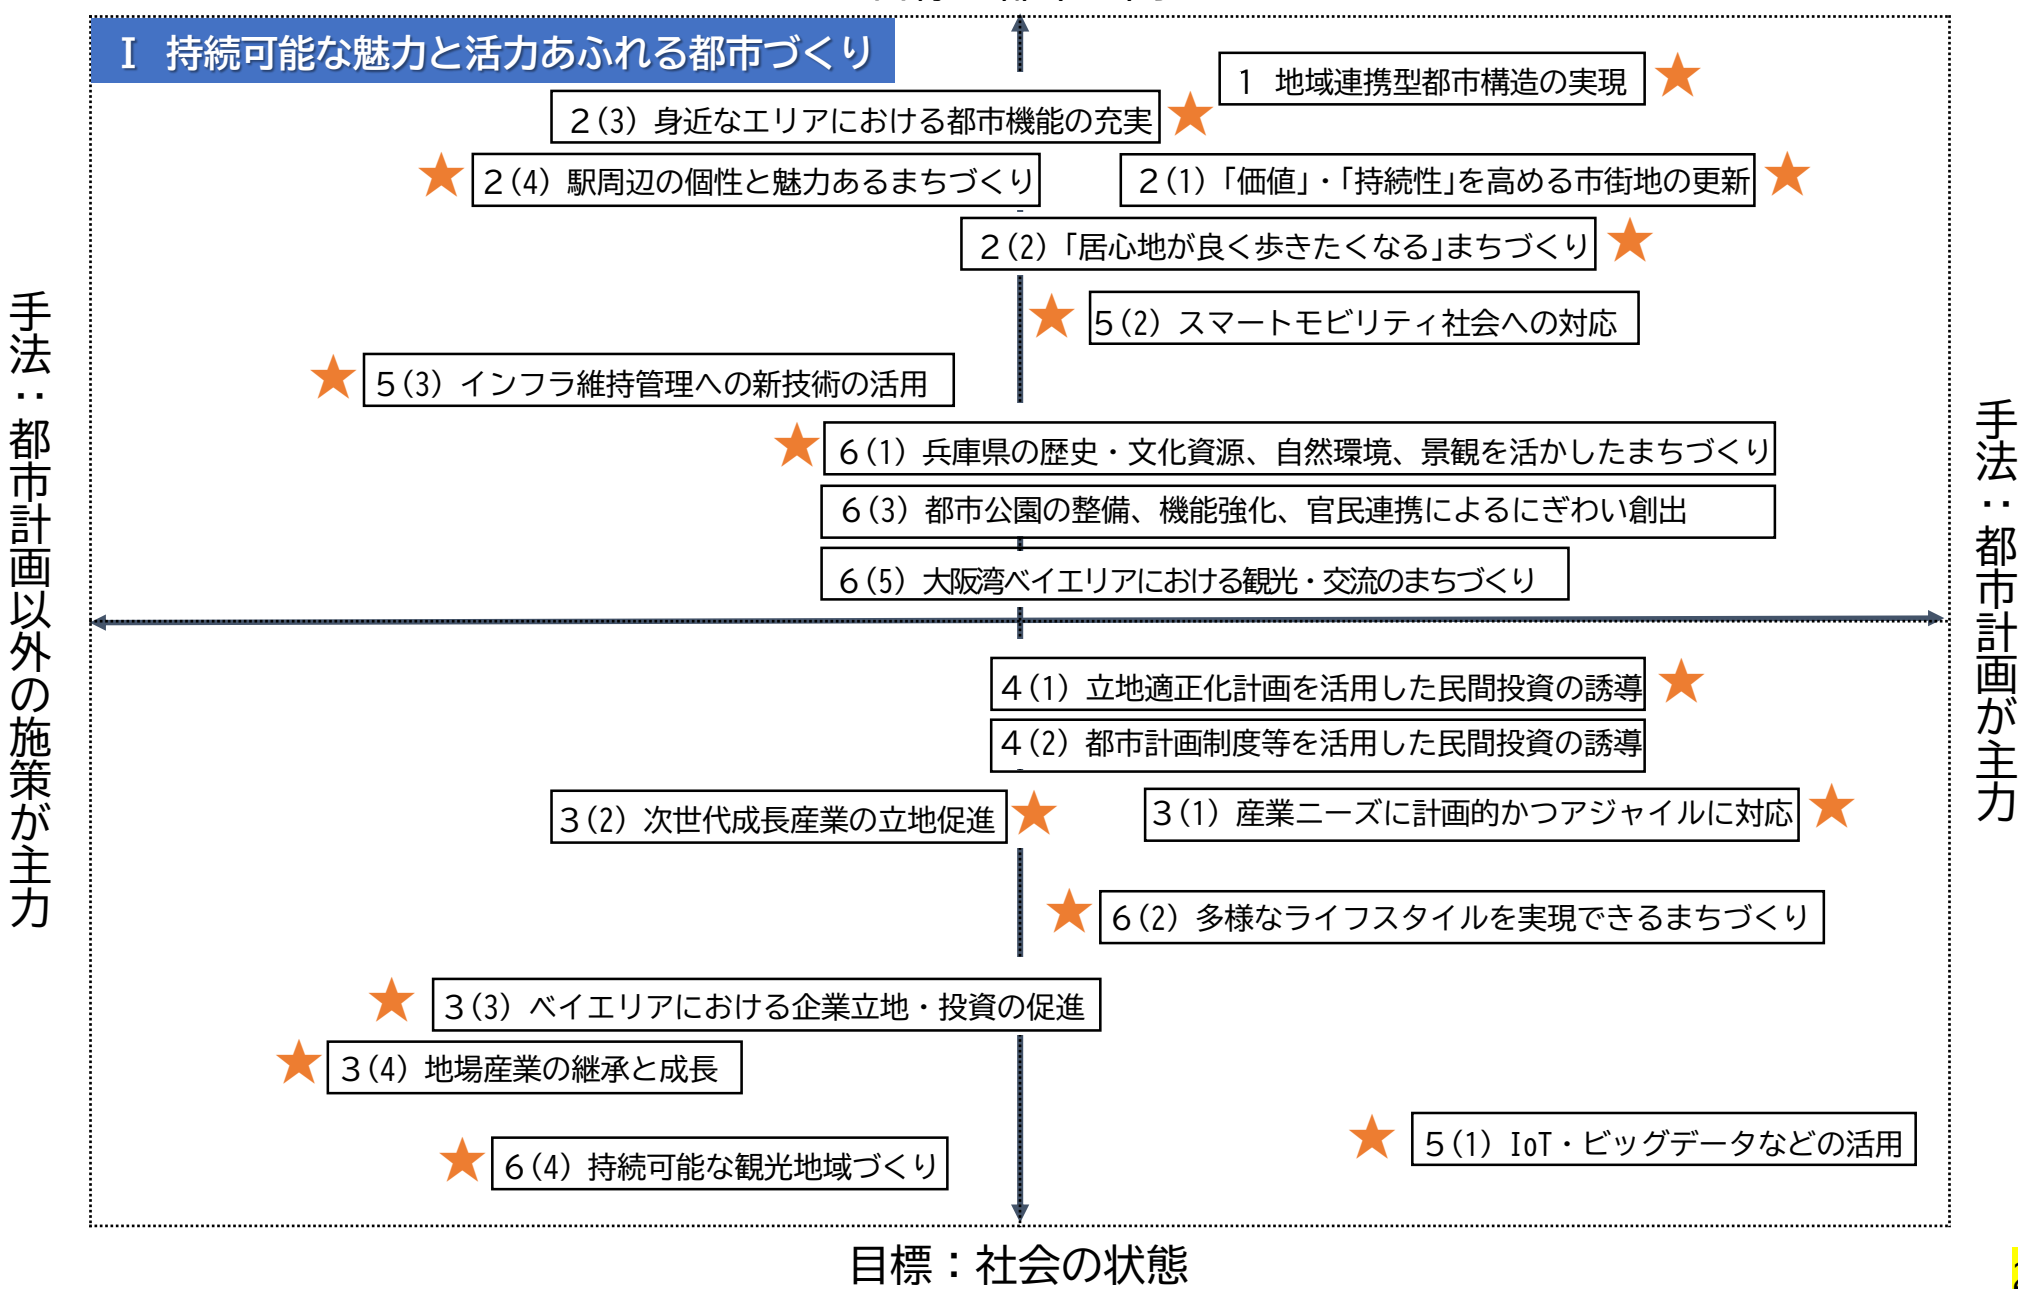 Ⅰ 持続可能な魅力と活力あふれる都市づくり
1 地域連携型都市構造の実現
2(3) 身近なエリアにおける都市機能の充実
2(4) 駅周辺の個性と魅力あるまちづくり
2(1)「価値」・「持続性」を高める市街地の更新
2(2)「居心地が良く歩きたくなる」まちづくり
5(2) スマートモビリティ社会への対応
5(3) インフラ維持管理への新技術の活用
6(1) 兵庫県の歴史・文化資源、自然環境、景観を活かしたまちづくり
6(3) 都市公園の整備、機能強化、官民連携によるにぎわい創出
6(5) 大阪湾ベイエリアにおける観光・交流のまちづくり
手法：都市計画以外の施策が主力
手法：都市計画が主力
4(1) 立地適正化計画を活用した民間投資の誘導
4(2) 都市計画制度等を活用した民間投資の誘導
3(2) 次世代成長産業の立地促進
3(1) 産業ニーズに計画的かつアジャイルに対応
6(2) 多様なライフスタイルを実現できるまちづくり
3(3) ベイエリアにおける企業立地・投資の促進
3(4) 地場産業の継承と成長
5(1) IoT・ビッグデータなどの活用
6(4) 持続可能な観光地域づくり
目標：社会の状態